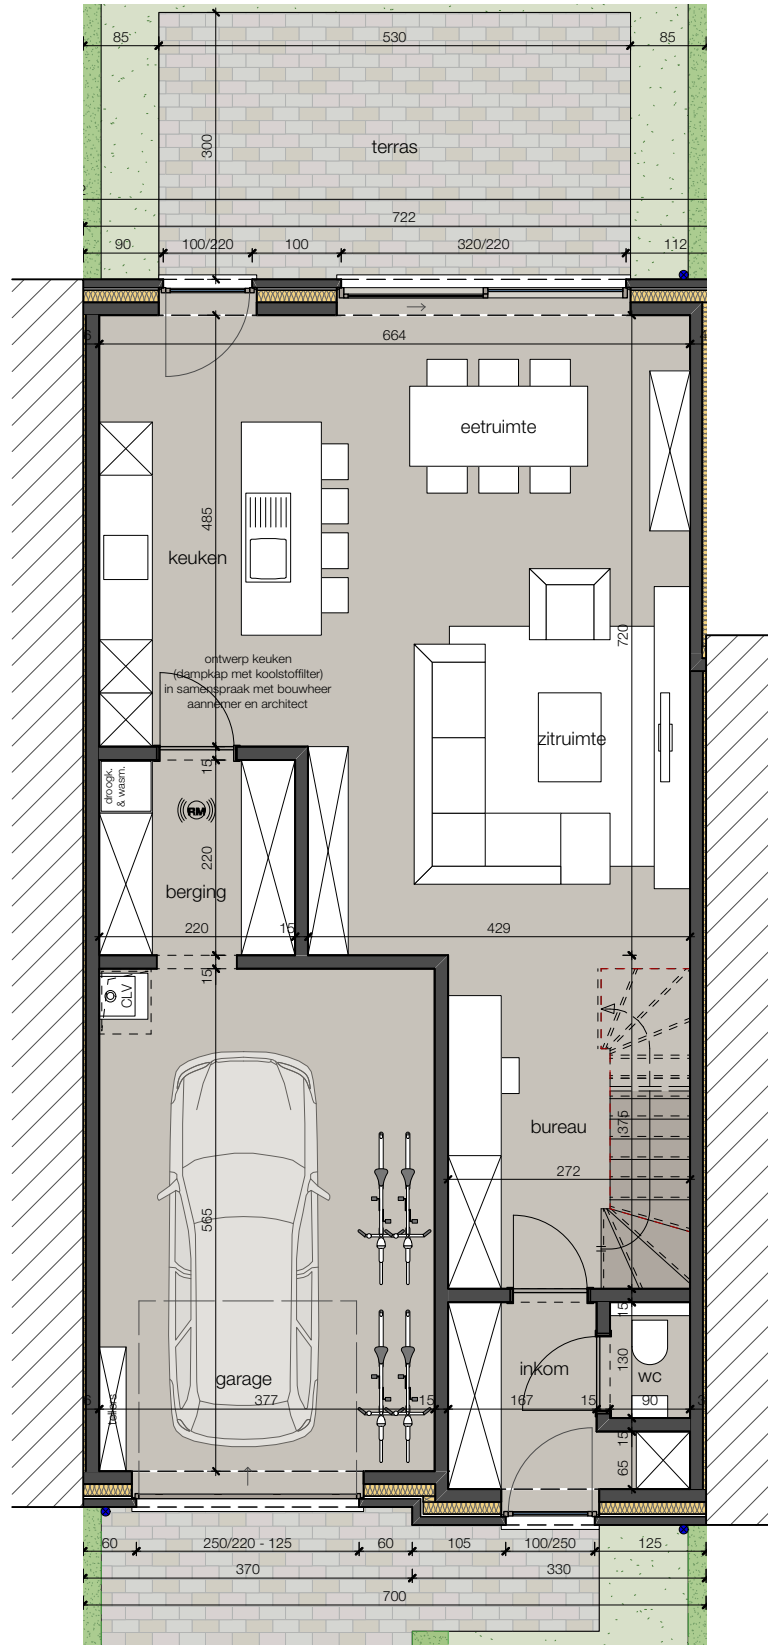 85 530 85
300
terras
722
90 100/220 100 320/220 112
6 664
eetruimte
485
keuken
720
ontwerp keuken
(dampkap met koolstoffilter)
in samenspraak met bouwheer
aannemer en architect
zitruimte
15
droogk.
& wasm.
RM
220
berging
220 15 429
15
CLV
375
bureau
272
565
15
130
inkom
wc
garage
tellers
6 377 15 167 15 90
15
65
60 250/220 - 125 60 105 100/250 125
370 330
700